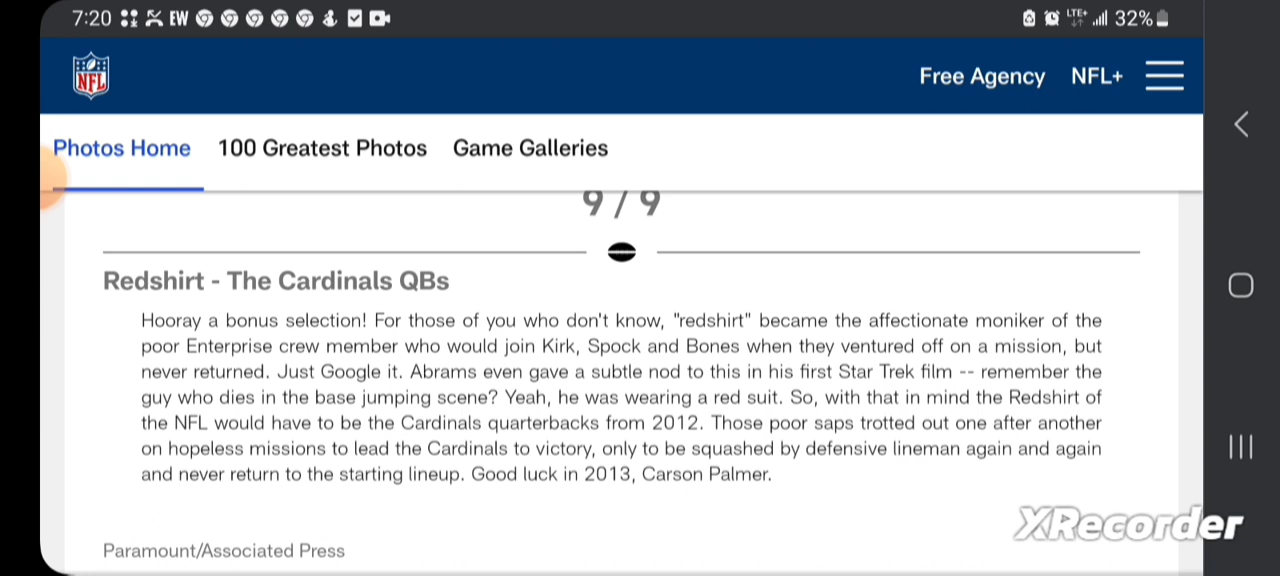 7:20 EW LTE+ 32%
NFL Free Agency NFL+
Photos Home 100 Greatest Photos Game Galleries
9 / 9
Redshirt - The Cardinals QBs
Hooray a bonus selection! For those of you who don't know, "redshirt" became the affectionate moniker of the
poor Enterprise crew member who would join Kirk, Spock and Bones when they ventured off on a mission, but
never returned. Just Google it. Abrams even gave a subtle nod to this in his first Star Trek film -- remember the
guy who dies in the base jumping scene? Yeah, he was wearing a red suit. So, with that in mind the Redshirt of
the NFL would have to be the Cardinals quarterbacks from 2012. Those poor saps trotted out one after another
on hopeless missions to lead the Cardinals to victory, only to be squashed by defensive lineman again and again
and never return to the starting lineup. Good luck in 2013, Carson Palmer.
XRecorder
Paramount/Associated Press